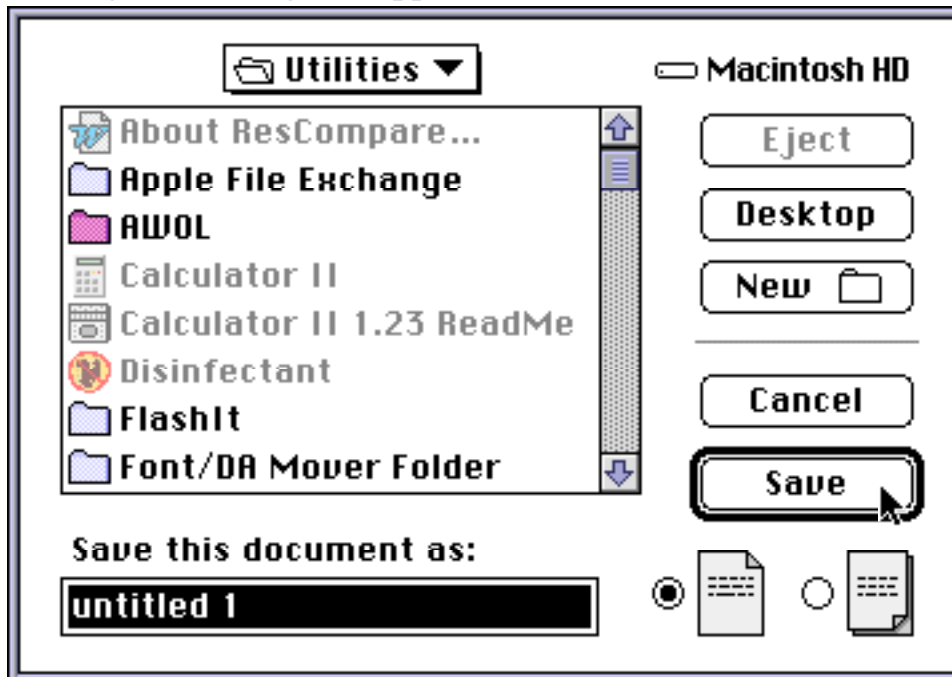 Utilities
Macintosh HD
About ResCompare...
Apple File Exchange
AWOL
Calculator II
Calculator II 1.23 ReadMe
Disinfectant
FlashIt
Font/DA Mover Folder
Eject
Desktop
New
Cancel
Save
Save this document as:
untitled 1